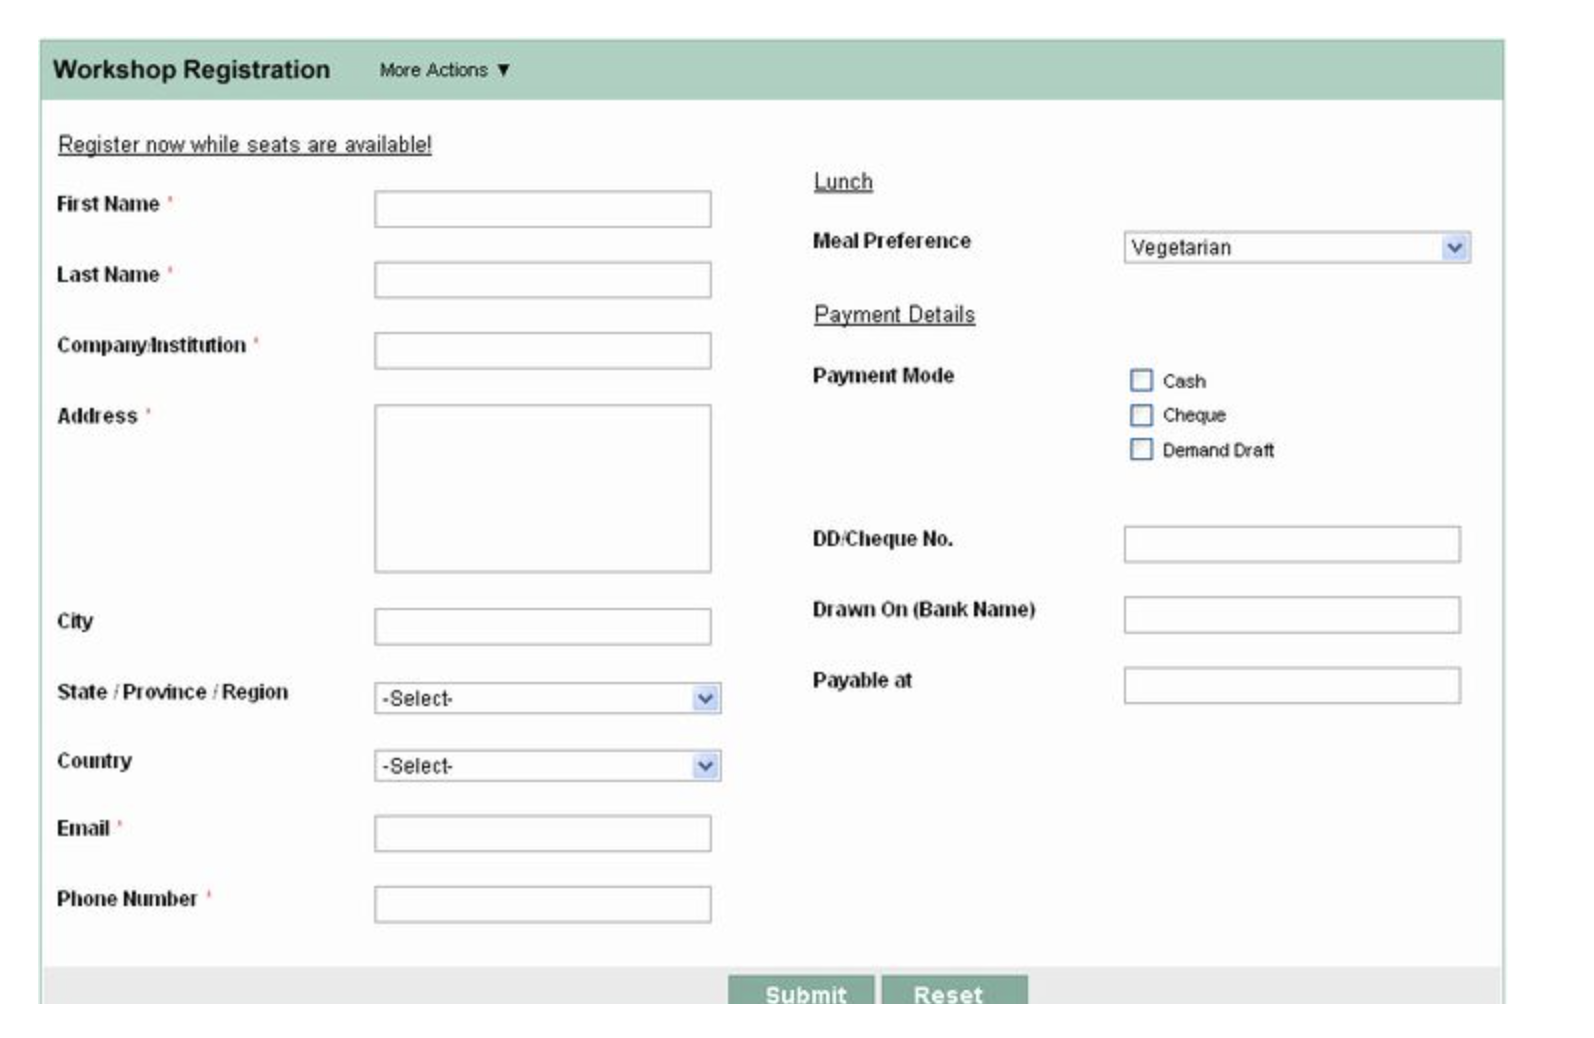 Workshop Registration More Actions ▼
Register now while seats are available!
First Name *
Last Name *
Company/Institution *
Address *
City
State / Province / Region -Select-
Country -Select-
Email *
Phone Number *
Lunch
Meal Preference Vegetarian
Payment Details
Payment Mode Cash
Cheque
Demand Draft
DD/Cheque No.
Drawn On (Bank Name)
Payable at
Submit Reset